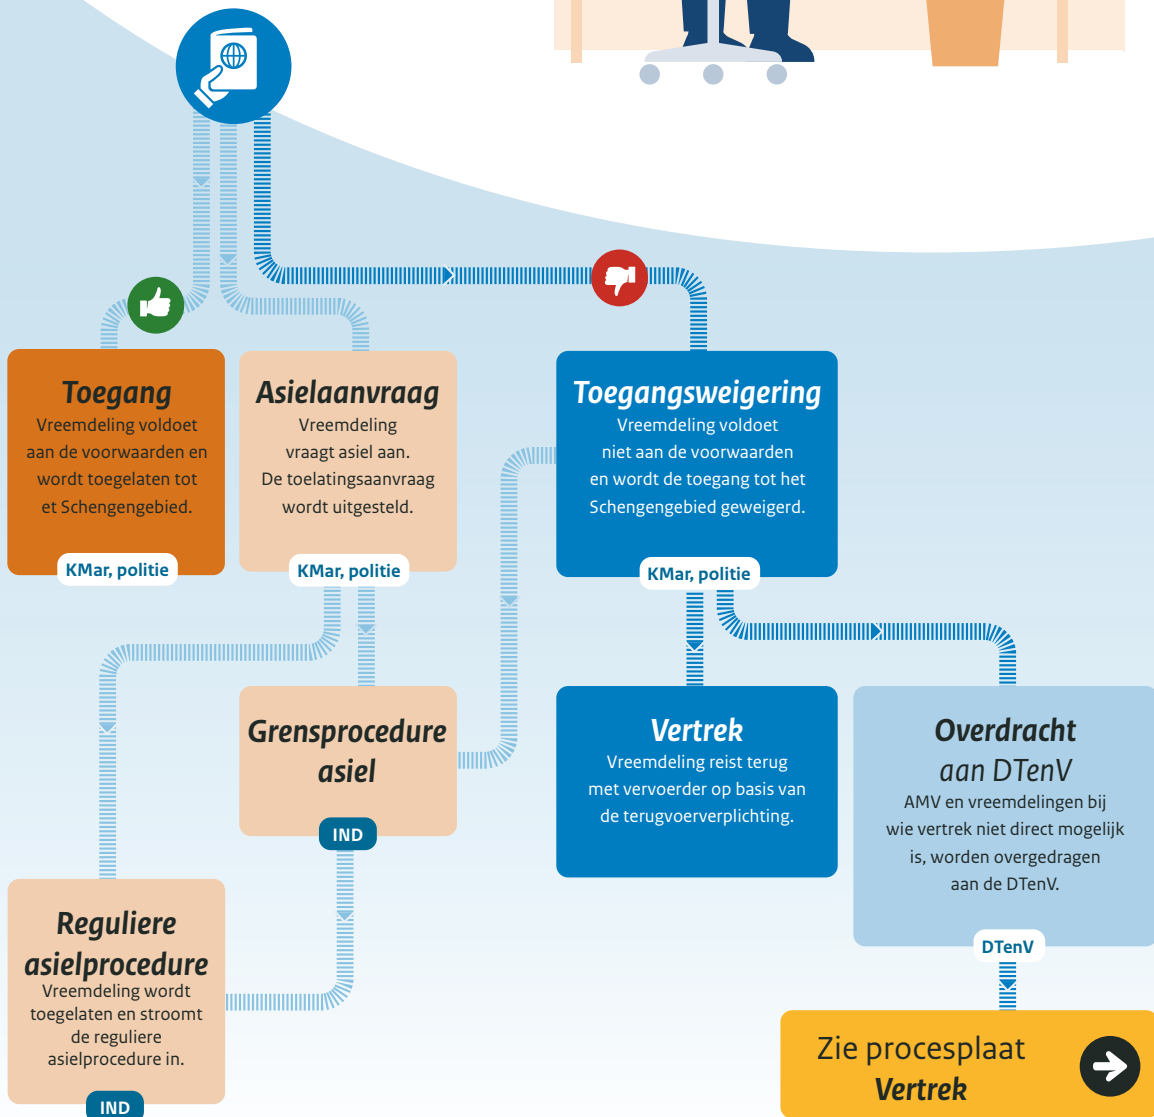 Toegang
Vreemdeling voldoet
aan de voorwaarden en
wordt toegelaten tot
et Schengengebied.
KMar, politie
Asielaanvraag
Vreemdeling
vraagt asiel aan.
De toelatingsaanvraag
wordt uitgesteld.
KMar, politie
Toegangsweigering
Vreemdeling voldoet
niet aan de voorwaarden
en wordt de toegang tot het
Schengengebied geweigerd.
KMar, politie
Grensprocedure
asiel
IND
Vertrek
Vreemdeling reist terug
met vervoerder op basis van
de terugvoerverplichting.
Overdracht
aan DTenV
AMV en vreemdelingen bij
wie vertrek niet direct mogelijk
is, worden overgedragen
aan de DTenV.
DTenV
Reguliere
asielprocedure
Vreemdeling wordt
toegelaten en stroomt
de reguliere
asielprocedure in.
IND
Zie procesplaat
Vertrek